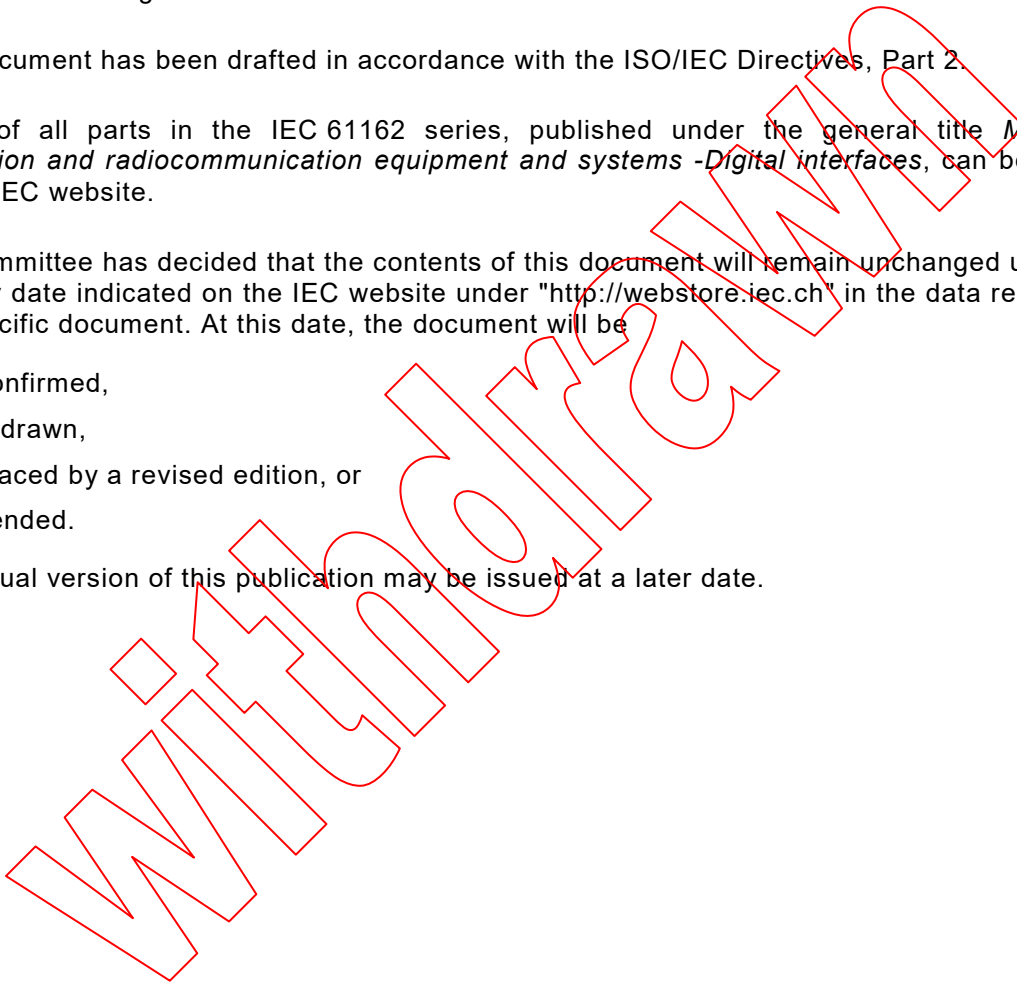 cument has been drafted in accordance with the ISO/IEC Directives, Part 2.
of all parts in the IEC 61162 series, published under the general title M
ion and radiocommunication equipment and systems -Digital interfaces, can b
IEC website.
mmittee has decided that the contents of this document will remain unchanged u
date indicated on the IEC website under "http://webstore.iec.ch" in the data re
cific document. At this date, the document will be
onfirmed,
drawn,
aced by a revised edition, or
ended.
ual version of this publication may be issued at a later date.
withdrawn